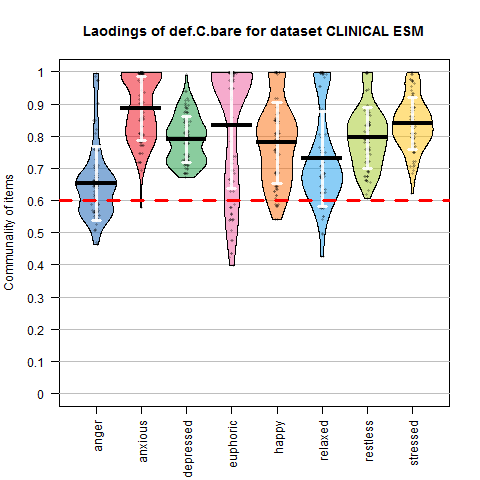 Laodings of def.C.bare for dataset CLINICAL ESM
Communality of items
1
0.9
0.8
0.7
0.6
0.5
0.4
0.3
0.2
0.1
0
anger
anxious
depressed
euphoric
happy
relaxed
restless
stressed